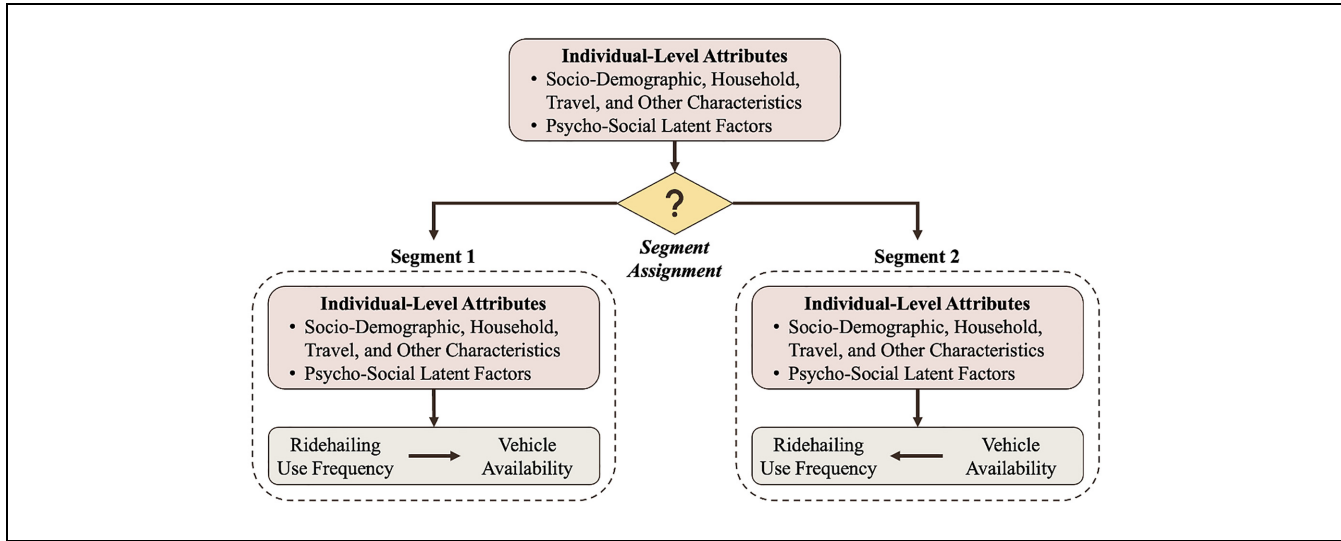 Individual-Level Attributes
• Socio-Demographic, Household,
Travel, and Other Characteristics
• Psycho-Social Latent Factors
?
Segment
Assignment
Segment 1
Individual-Level Attributes
• Socio-Demographic, Household,
Travel, and Other Characteristics
• Psycho-Social Latent Factors
Ridehailing
Use Frequency
Vehicle
Availability
Segment 2
Individual-Level Attributes
• Socio-Demographic, Household,
Travel, and Other Characteristics
• Psycho-Social Latent Factors
Ridehailing
Use Frequency
Vehicle
Availability